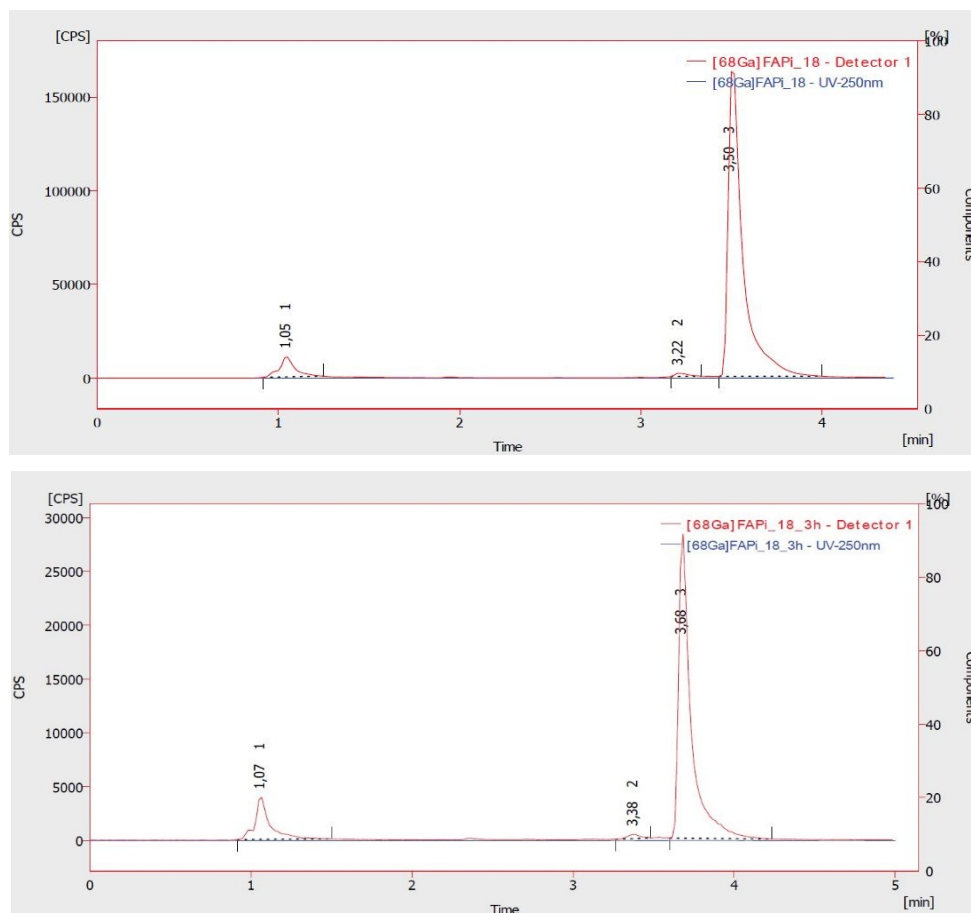 [CPS]
[%]
100
[68Ga]FAPi_18 - Detector 1
[68Ga]FAPi_18 - UV-250nm
150000
80
3,50 3
100000
60
CPS
Components
40
50000
1,05 1
3,22 2
20
0
0
0 1 2 3 4
Time
[min]
[CPS]
[%]
100
30000
[68Ga]FAPi_18_3h - Detector 1
[68Ga]FAPi_18_3h - UV-250nm
25000
80
3,68 3
20000
60
CPS
15000
Components
40
10000
1,07 1
3,38 2
5000
20
0
0
0 1 2 3 4 5
Time
[min]